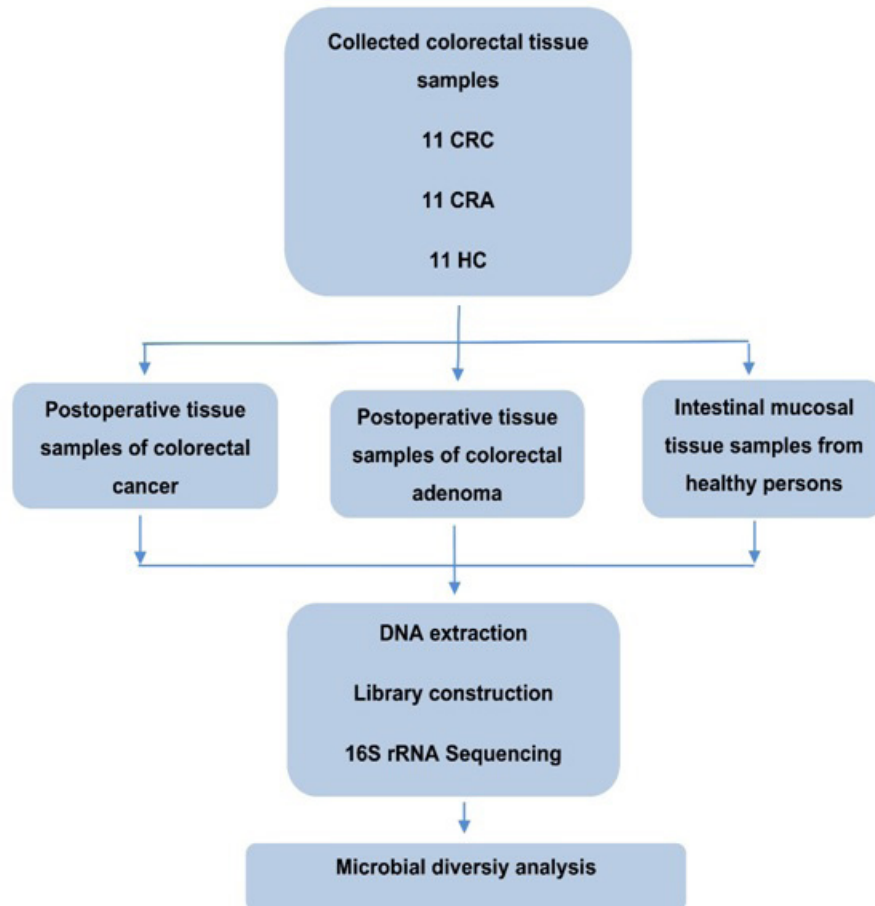 Collected colorectal tissue
samples
11 CRC
11 CRA
11 HC
Postoperative tissue
samples of colorectal
cancer
Postoperative tissue
samples of colorectal
adenoma
Intestinal mucosal
tissue samples from
healthy persons
DNA extraction
Library construction
16S rRNA Sequencing
Microbial diversiy analysis